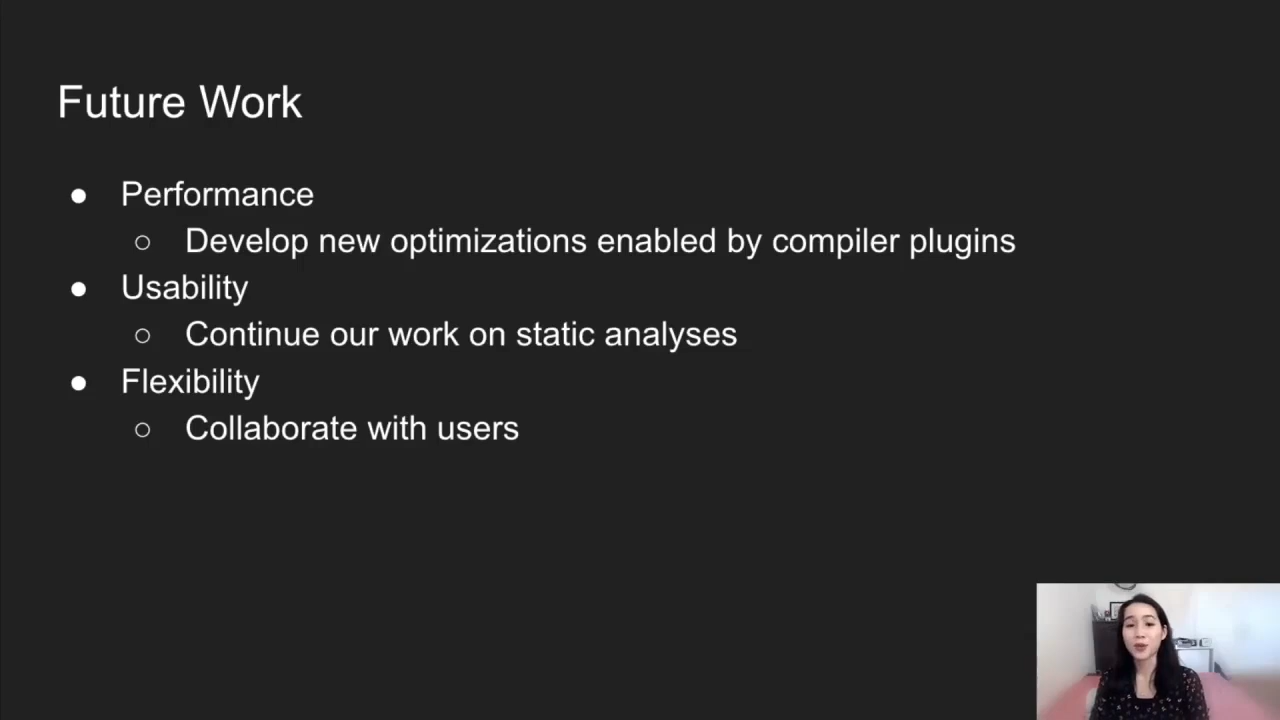 Future Work
● Performance
○ Develop new optimizations enabled by compiler plugins
● Usability
○ Continue our work on static analyses
● Flexibility
○ Collaborate with users